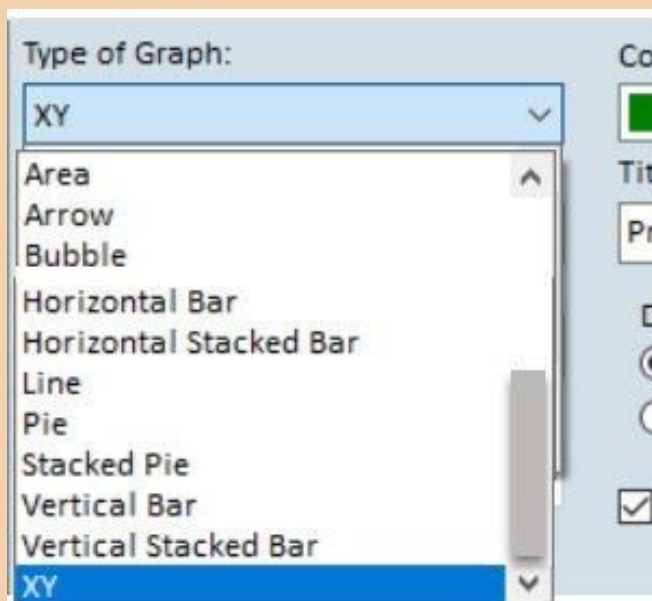 Type of Graph:
XY
Area
Arrow
Bubble
Horizontal Bar
Horizontal Stacked Bar
Line
Pie
Stacked Pie
Vertical Bar
Vertical Stacked Bar
XY